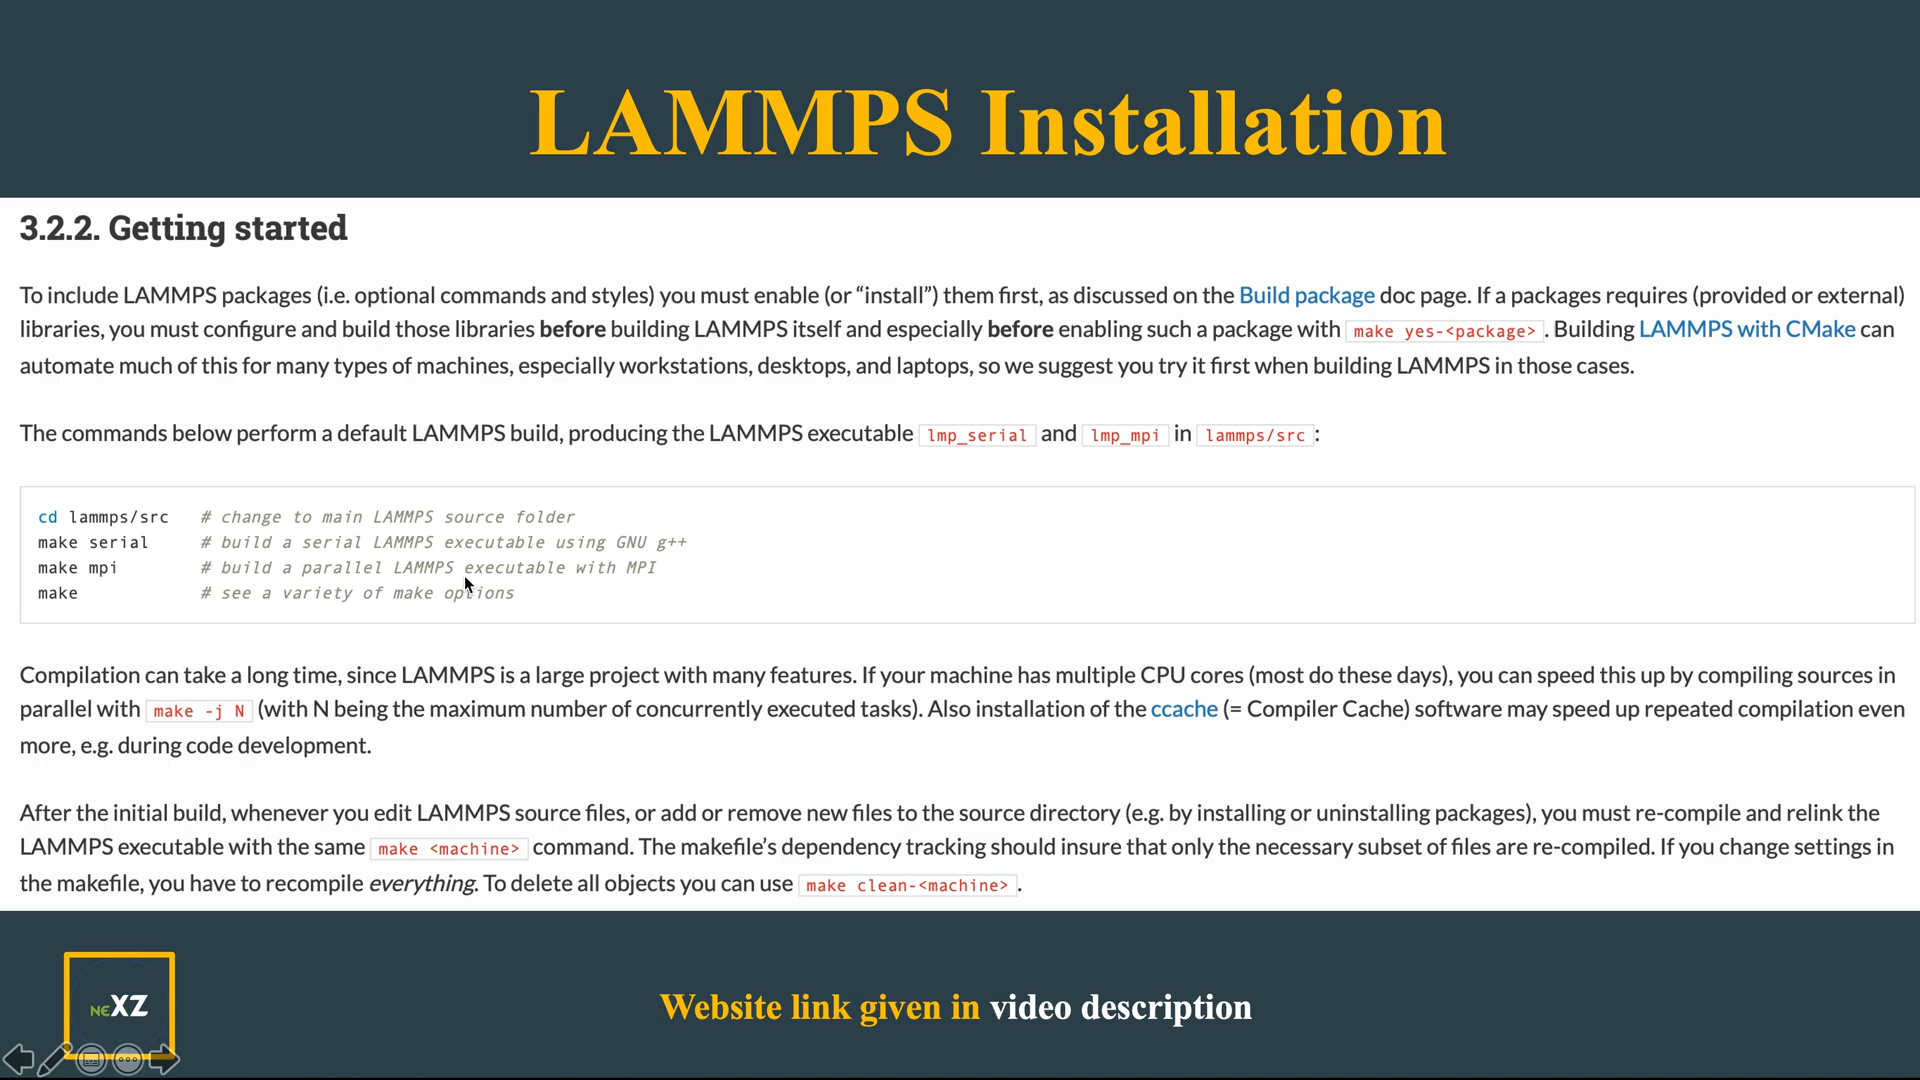 LAMMPS Installation
3.2.2. Getting started
To include LAMMPS packages (i.e. optional commands and styles) you must enable (or “install”) them first, as discussed on the Build package doc page. If a packages requires (provided or external)
libraries, you must configure and build those libraries before building LAMMPS itself and especially before enabling such a package with make yes-<package>. Building LAMMPS with CMake can
automate much of this for many types of machines, especially workstations, desktops, and laptops, so we suggest you try it first when building LAMMPS in those cases.
The commands below perform a default LAMMPS build, producing the LAMMPS executable lmp_serial and lmp_mpi in lammps/src:
cd lammps/src   # change to main LAMMPS source folder
make serial     # build a serial LAMMPS executable using GNU g++
make mpi        # build a parallel LAMMPS executable with MPI
make            # see a variety of make options
Compilation can take a long time, since LAMMPS is a large project with many features. If your machine has multiple CPU cores (most do these days), you can speed this up by compiling sources in
parallel with make -j N (with N being the maximum number of concurrently executed tasks). Also installation of the ccache (= Compiler Cache) software may speed up repeated compilation even
more, e.g. during code development.
After the initial build, whenever you edit LAMMPS source files, or add or remove new files to the source directory (e.g. by installing or uninstalling packages), you must re-compile and relink the
LAMMPS executable with the same make <machine> command. The makefile’s dependency tracking should insure that only the necessary subset of files are re-compiled. If you change settings in
the makefile, you have to recompile everything. To delete all objects you can use make clean-<machine>.
NEXZ
Website link given in video description